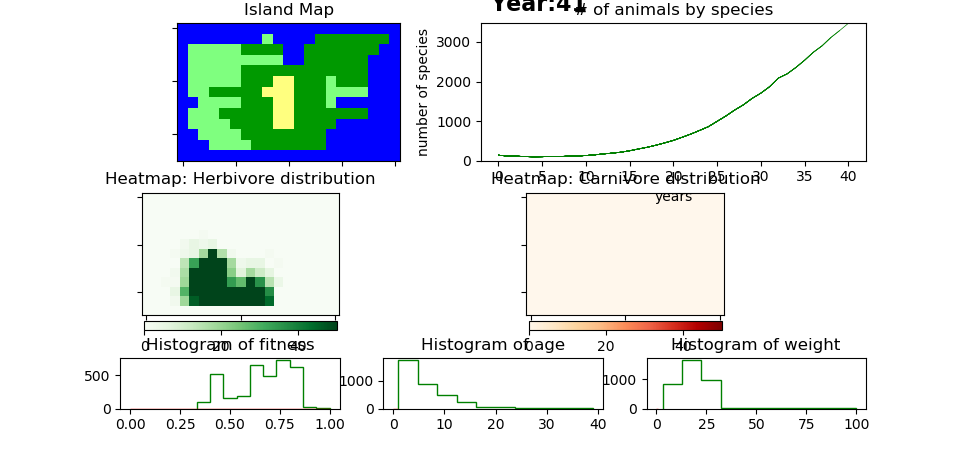 Year:41
Island Map
# of animals by species
number of species
3000
2000
1000
0
0 5 10 15 20 25 30 35 40
years
Heatmap: Herbivore distribution
Heatmap: Carnivore distribution
0 20 40
0 20 40
Histogram of fitness
Histogram of age
Histogram of weight
500
0
0.00 0.25 0.50 0.75 1.00
1000
0
0 10 20 30 40
1000
0
0 25 50 75 100